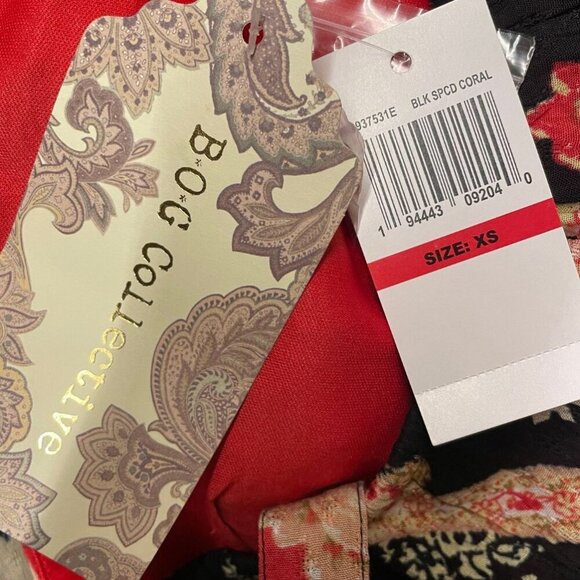 B*O*G Collective
937531E BLK SPCD CORAL
1 94443 09204 0
SIZE: XS